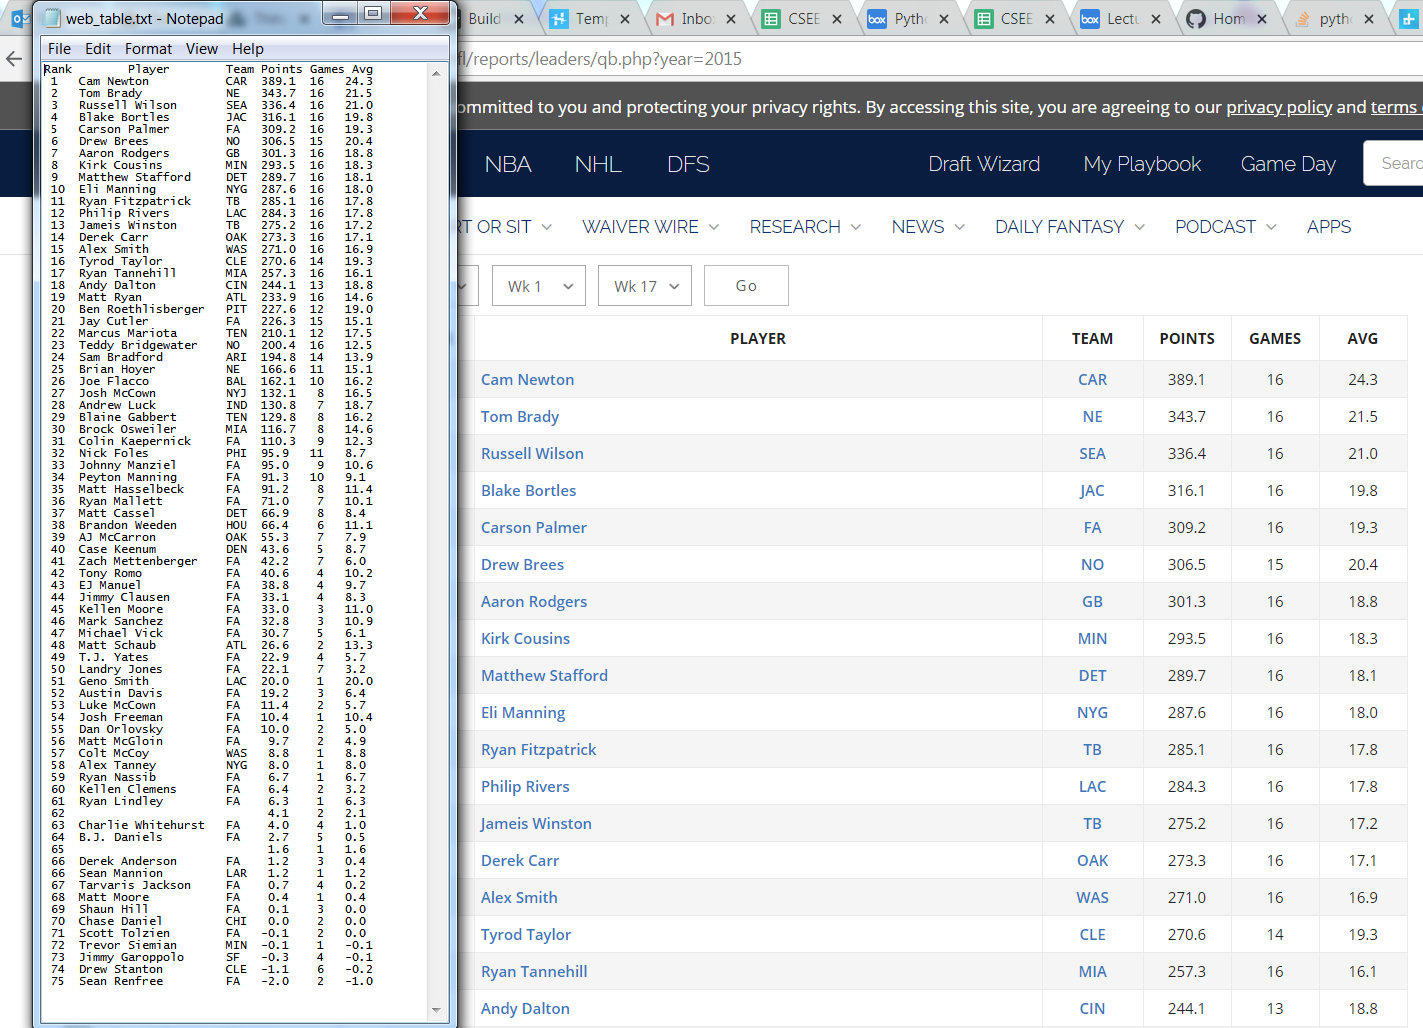 web_table.txt - Notepad
File Edit Format View Help
Rank Player Team Points Games Avg
1 Cam Newton CAR 389.1 16 24.3
2 Tom Brady NE 343.7 16 21.5
3 Russell Wilson SEA 336.4 16 21.0
4 Blake Bortles JAC 316.1 16 19.8
5 Carson Palmer FA 309.2 16 19.3
6 Drew Brees NO 306.5 15 20.4
7 Aaron Rodgers GB 301.3 16 18.8
8 Kirk Cousins MIN 293.5 16 18.3
9 Matthew Stafford DET 289.7 16 18.1
10 Eli Manning NYG 287.6 16 18.0
11 Ryan Fitzpatrick TB 285.1 16 17.8
12 Philip Rivers LAC 284.3 16 17.8
13 Jameis Winston TB 275.2 16 17.2
14 Derek Carr OAK 273.3 16 17.1
15 Alex Smith WAS 271.0 16 16.9
16 Tyrod Taylor CLE 270.6 14 19.3
17 Ryan Tannehill MIA 257.3 16 16.1
18 Andy Dalton CIN 244.1 13 18.8
19 Matt Ryan ATL 233.9 16 14.6
20 Ben Roethlisberger PIT 227.6 12 19.0
21 Jay Cutler FA 226.3 15 15.1
22 Marcus Mariota TEN 210.1 12 17.5
23 Teddy Bridgewater NO 200.4 16 12.5
24 Sam Bradford ARI 194.8 14 13.9
25 Brian Hoyer NE 166.6 11 15.1
26 Joe Flacco BAL 162.1 10 16.2
27 Josh McCown NYJ 132.1 8 16.5
28 Andrew Luck IND 130.8 7 18.7
29 Blaine Gabbert TEN 129.8 8 16.2
30 Brock Osweiler MIA 116.7 8 14.6
31 Colin Kaepernick FA 110.3 9 12.3
32 Nick Foles PHI 95.9 11 8.7
33 Johnny Manziel FA 95.0 9 10.6
34 Peyton Manning FA 91.3 10 9.1
35 Matt Hasselbeck FA 91.2 8 11.4
36 Ryan Mallett FA 71.0 7 10.1
37 Matt Cassel DET 66.9 8 8.4
38 Brandon Weeden HOU 66.4 6 11.1
39 AJ McCarron OAK 55.3 7 7.9
40 Case Keenum DEN 43.6 5 8.7
41 Zach Mettenberger FA 42.2 7 6.0
42 Tony Romo FA 40.6 4 10.2
43 EJ Manuel FA 38.8 4 9.7
44 Jimmy Clausen FA 33.1 4 8.3
45 Kellen Moore FA 33.0 3 11.0
46 Mark Sanchez FA 32.8 3 10.9
47 Michael Vick FA 30.7 5 6.1
48 Matt Schaub ATL 26.6 2 13.3
49 T.J. Yates FA 22.9 4 5.7
50 Landry Jones FA 22.1 7 3.2
51 Geno Smith LAC 20.0 1 20.0
52 Austin Davis FA 19.2 3 6.4
53 Luke McCown FA 11.4 2 5.7
54 Josh Freeman FA 10.4 1 10.4
55 Dan Orlovsky FA 10.0 2 5.0
56 Matt McGloin FA 9.7 2 4.9
57 Colt McCoy WAS 8.8 1 8.8
58 Alex Tanney NYG 8.0 1 8.0
59 Ryan Nassib FA 6.7 1 6.7
60 Kellen Clemens FA 6.4 2 3.2
61 Ryan Lindley FA 6.3 1 6.3
62 4.1 2 2.1
63 Charlie Whitehurst FA 4.0 4 1.0
64 B.J. Daniels FA 2.7 5 0.5
65 1.6 1 1.6
66 Derek Anderson FA 1.2 3 0.4
66 Sean Mannion LAR 1.2 1 1.2
67 Tarvaris Jackson FA 0.7 4 0.2
68 Matt Moore FA 0.4 1 0.4
69 Shaun Hill FA 0.1 3 0.0
70 Chase Daniel CHI 0.0 2 0.0
71 Scott Tolzien FA -0.1 2 0.0
72 Trevor Siemian MIN -0.1 1 -0.1
73 Jimmy Garoppolo SF -0.3 4 -0.1
74 Drew Stanton CLE -1.1 6 -0.2
75 Sean Renfree FA -2.0 2 -1.0
Build Temp Inbo CSEE Pytho CSEE Lectu Hom pytho
fl/reports/leaders/qb.php?year=2015
ommitted to you and protecting your privacy rights. By accessing this site, you are agreeing to our privacy policy and terms
NBA NHL DFS Draft Wizard My Playbook Game Day Searc
RT OR SIT WAIVER WIRE RESEARCH NEWS DAILY FANTASY PODCAST APPS
Wk 1 Wk 17 Go
PLAYER TEAM POINTS GAMES AVG
Cam Newton CAR 389.1 16 24.3
Tom Brady NE 343.7 16 21.5
Russell Wilson SEA 336.4 16 21.0
Blake Bortles JAC 316.1 16 19.8
Carson Palmer FA 309.2 16 19.3
Drew Brees NO 306.5 15 20.4
Aaron Rodgers GB 301.3 16 18.8
Kirk Cousins MIN 293.5 16 18.3
Matthew Stafford DET 289.7 16 18.1
Eli Manning NYG 287.6 16 18.0
Ryan Fitzpatrick TB 285.1 16 17.8
Philip Rivers LAC 284.3 16 17.8
Jameis Winston TB 275.2 16 17.2
Derek Carr OAK 273.3 16 17.1
Alex Smith WAS 271.0 16 16.9
Tyrod Taylor CLE 270.6 14 19.3
Ryan Tannehill MIA 257.3 16 16.1
Andy Dalton CIN 244.1 13 18.8